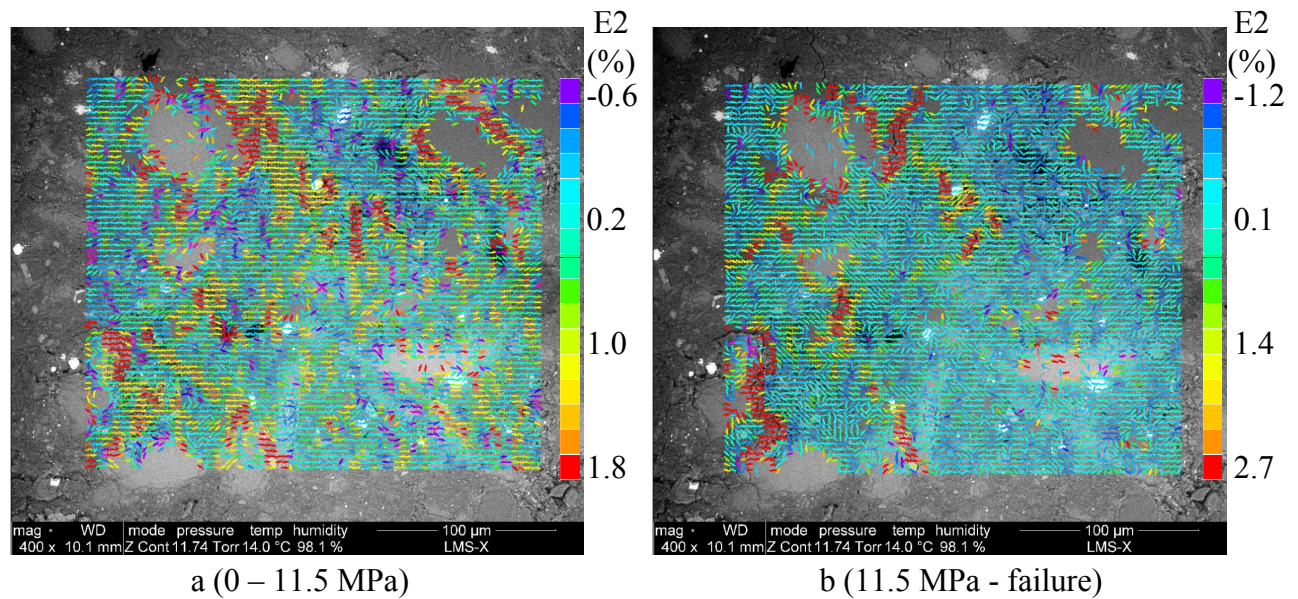 E2
(%)
-0.6
0.2
1.0
1.8
mag WD mode pressure temp humidity 100 µm
400 x 10.1 mm Z Cont 11.74 Torr 14.0 °C 98.1 % LMS-X
a (0 – 11.5 MPa)
E2
(%)
-1.2
0.1
1.4
2.7
mag WD mode pressure temp humidity 100 µm
400 x 10.1 mm Z Cont 11.74 Torr 14.0 °C 98.1 % LMS-X
b (11.5 MPa - failure)